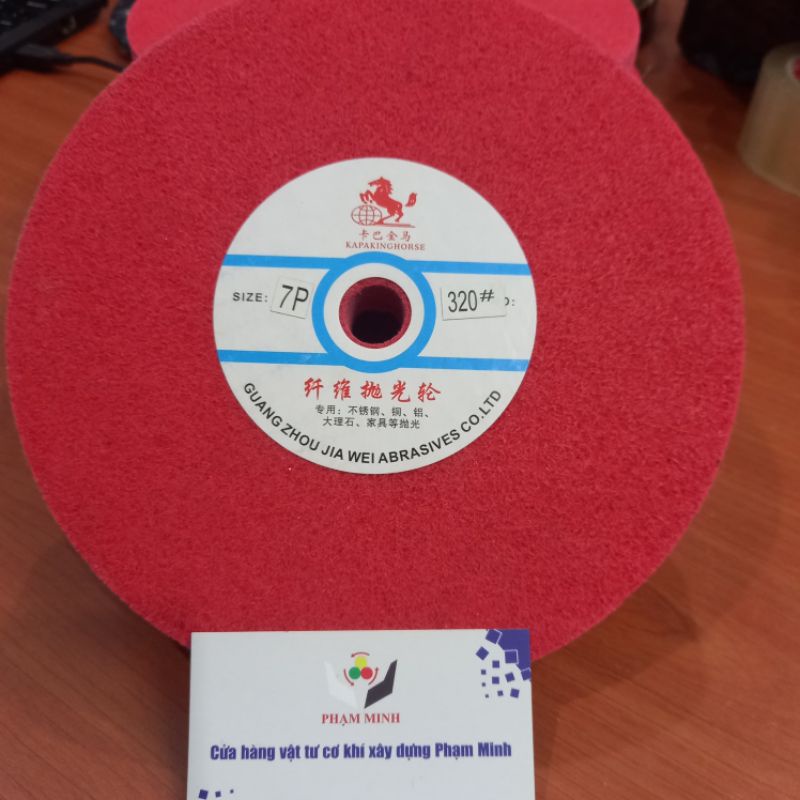 卡巴金马
KAPAKINGHORSE
SIZE: 7P
320#
纤维抛光轮
专用：不锈钢、铜、铝、
大理石、家具等抛光
GUANG ZHOU JIA WEI ABRASIVES CO.LTD
PHẠM MINH
Cửa hàng vật tư cơ khí xây dựng Phạm Minh